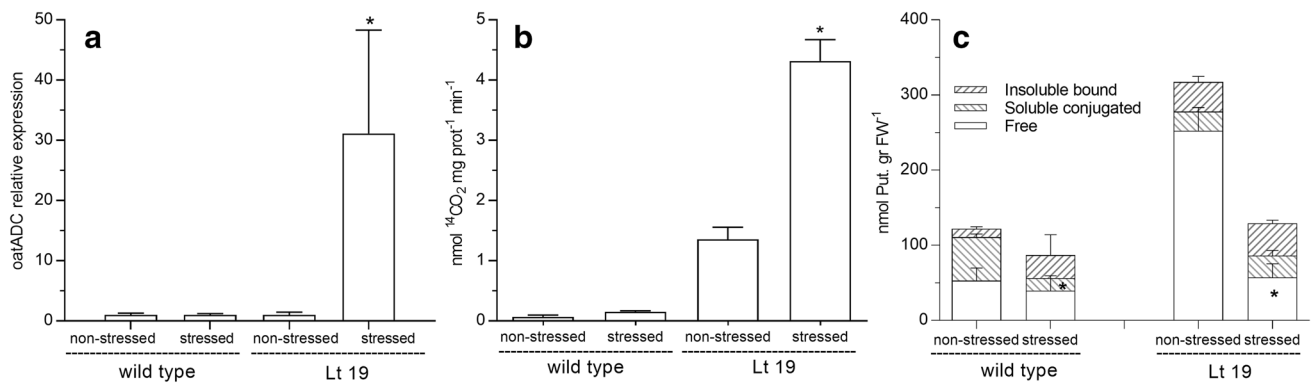 a
50
40
30
20
10
0
oatADC relative expression
*
non-stressed stressed non-stressed stressed
wild type Lt 19
b
5
4
3
2
1
0
nmol ¹⁴CO₂ mg prot⁻¹ min⁻¹
*
non-stressed stressed non-stressed stressed
wild type Lt 19
c
400
300
200
100
0
nmol Put. gr FW⁻¹
Insoluble bound
Soluble conjugated
Free
*
*
non-stressed stressed non-stressed stressed
wild type Lt 19